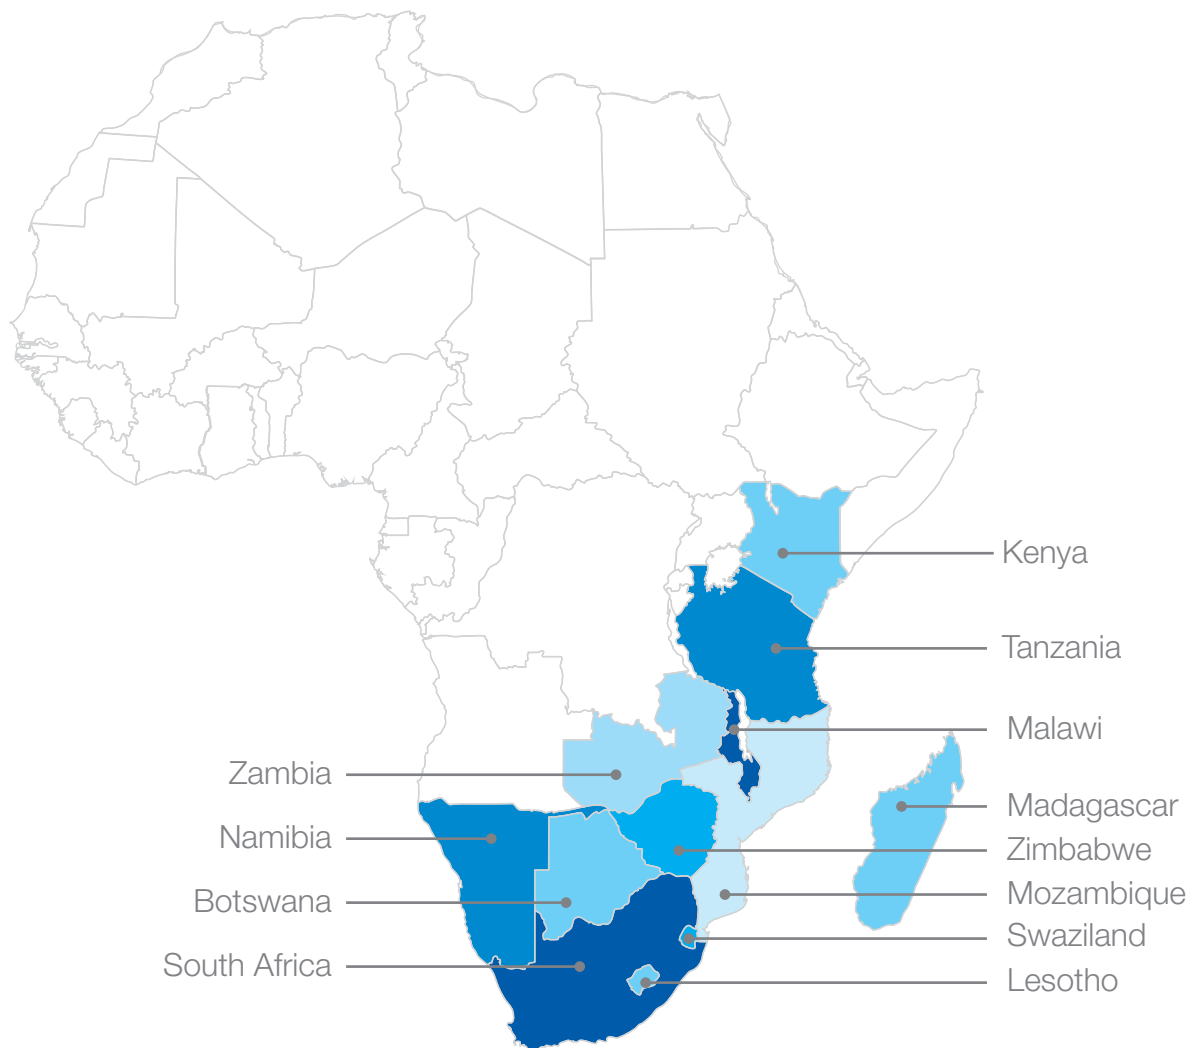 Kenya
Tanzania
Malawi
Zambia
Madagascar
Namibia
Zimbabwe
Mozambique
Botswana
Swaziland
South Africa
Lesotho